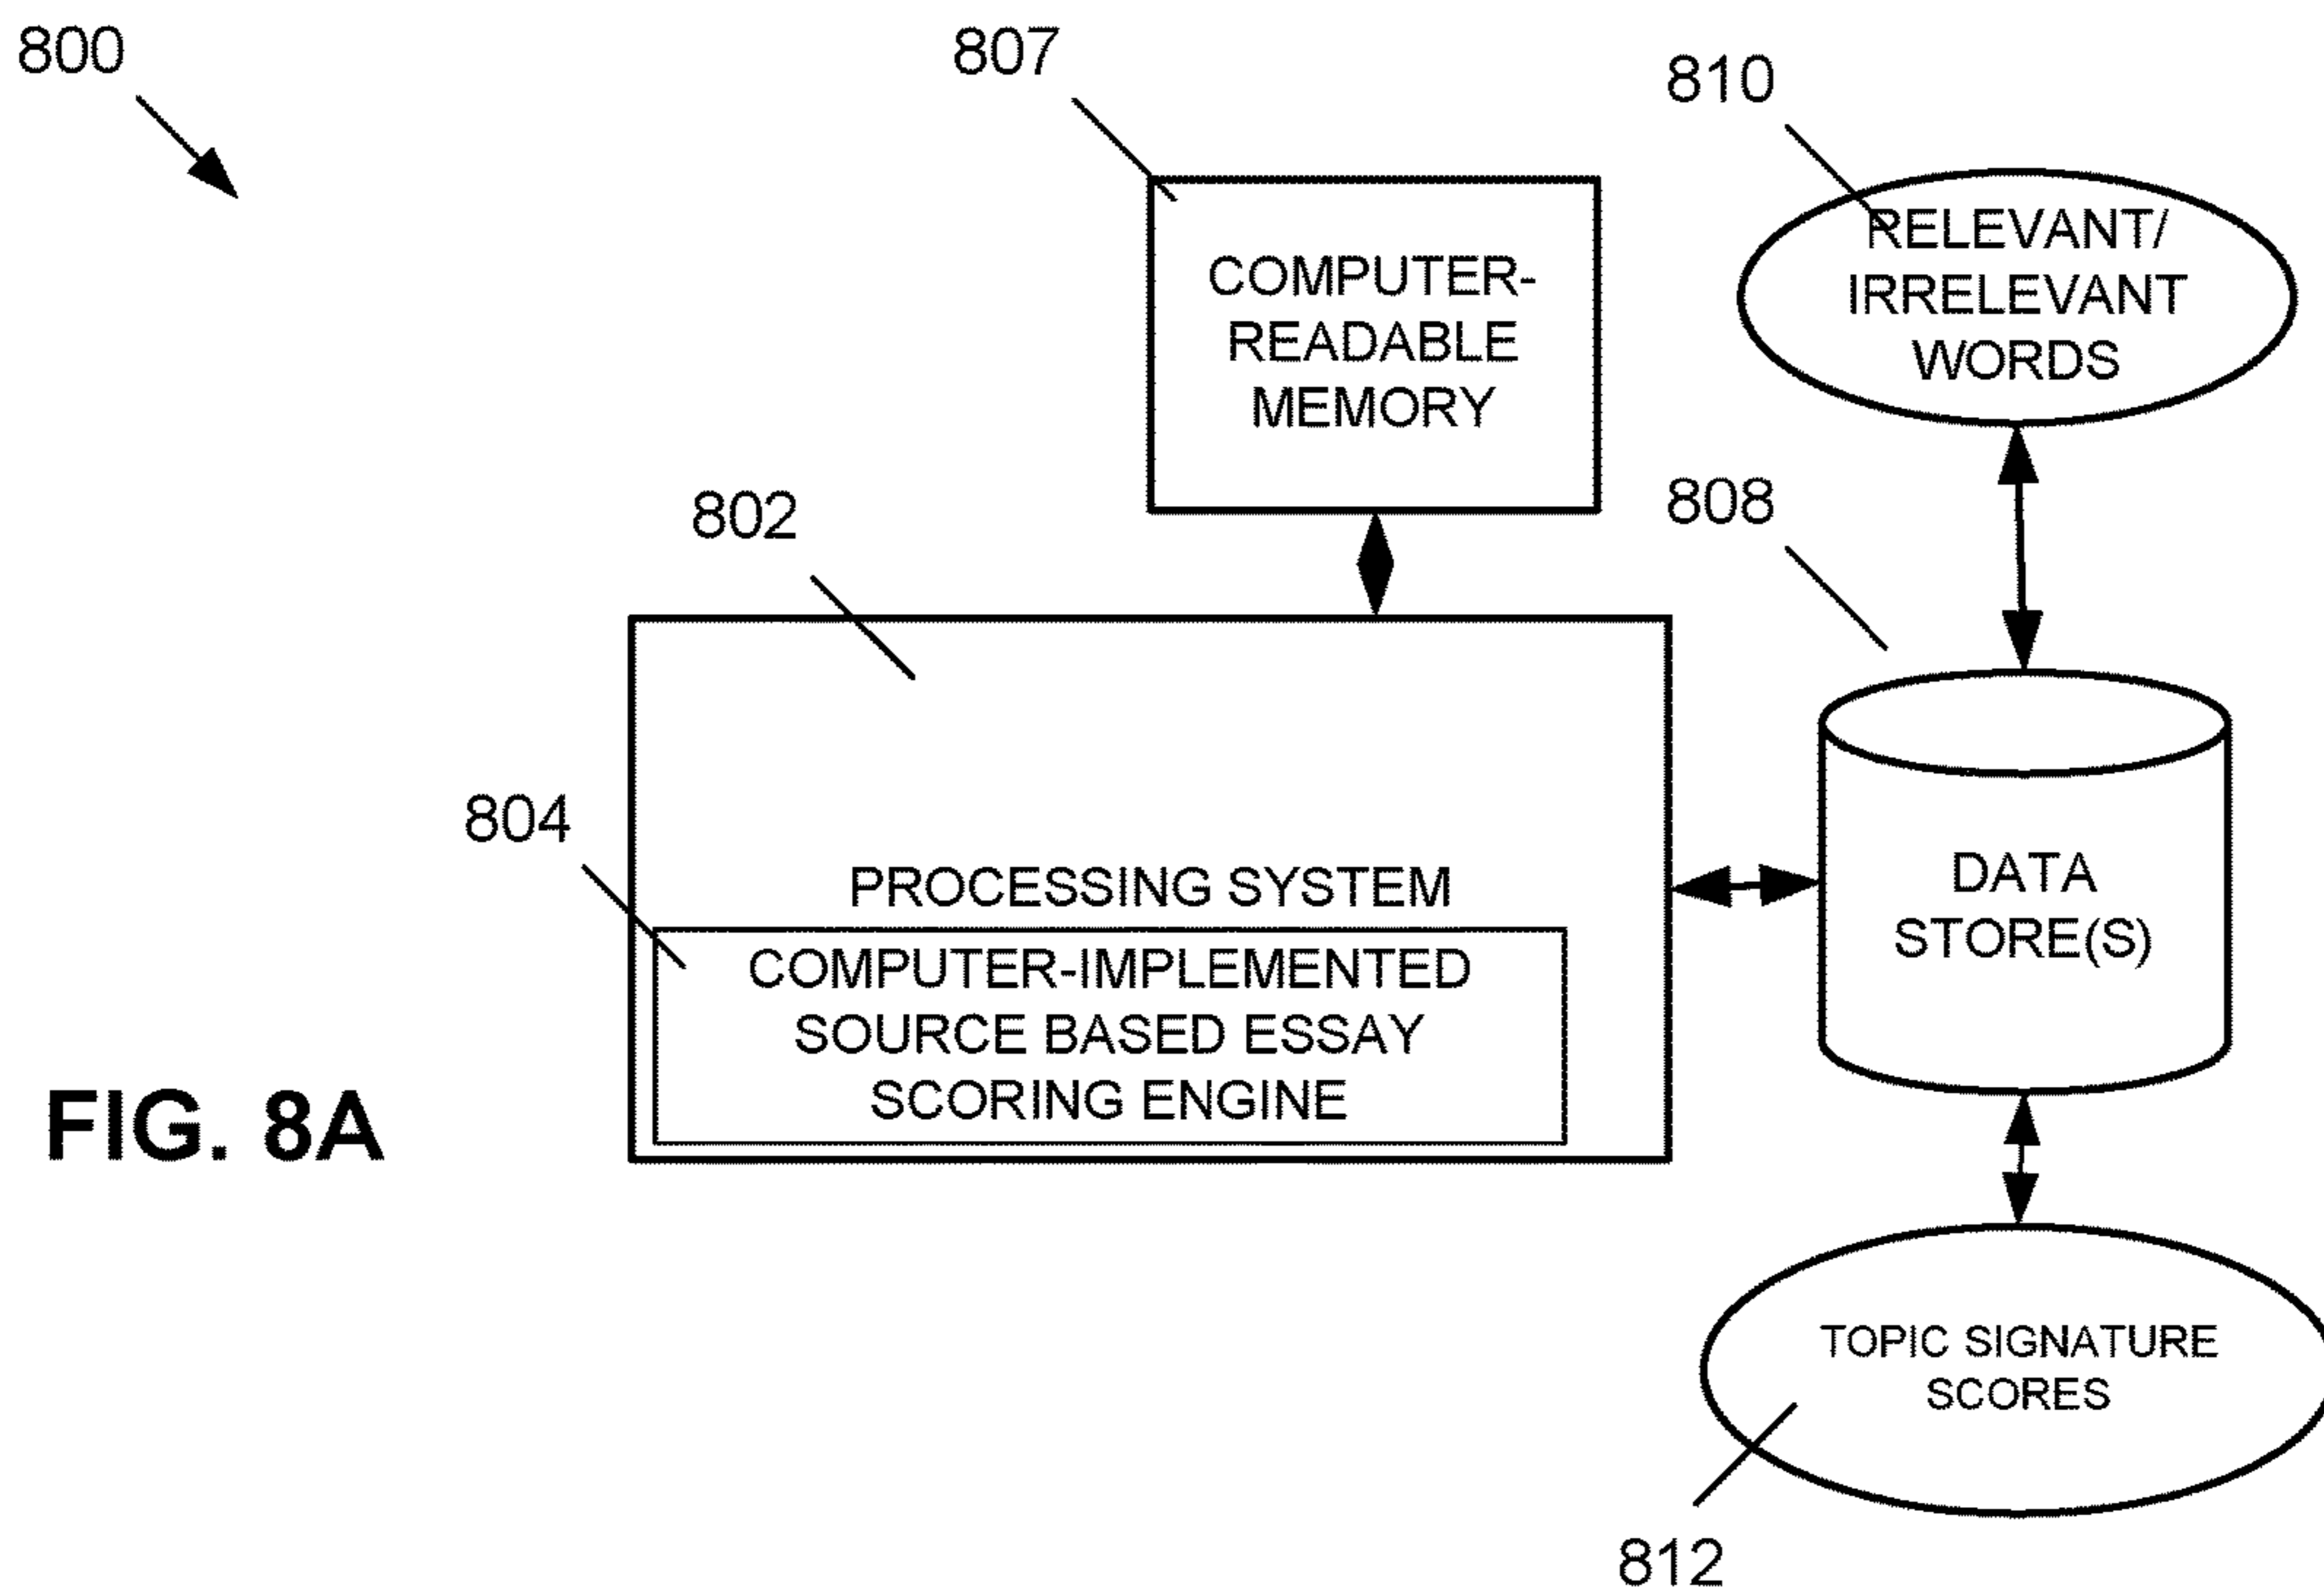 800
807
810
COMPUTER-
READABLE
MEMORY
RELEVANT/
IRRELEVANT
WORDS
802
808
804
PROCESSING SYSTEM
COMPUTER-IMPLEMENTED
SOURCE BASED ESSAY
SCORING ENGINE
DATA
STORE(S)
FIG. 8A
TOPIC SIGNATURE
SCORES
812